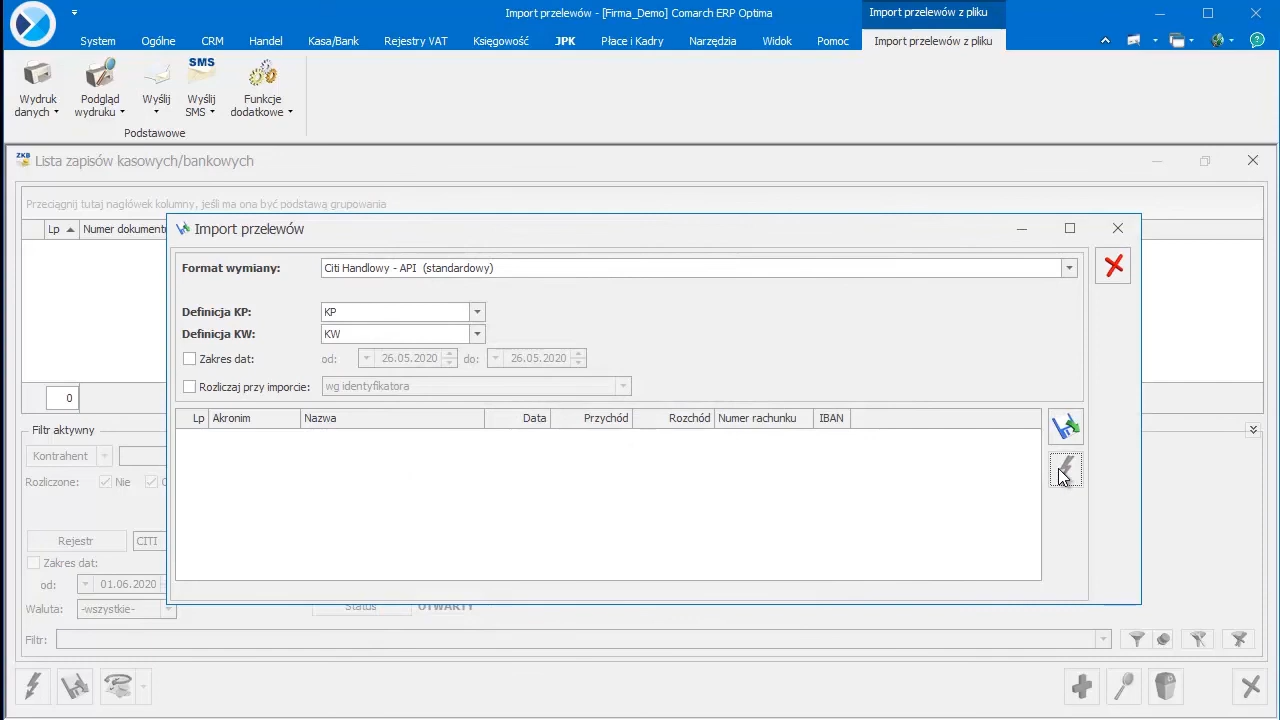 Import przelewów - [Firma_Demo] Comarch ERP Optima
Import przelewów z pliku
System Ogólne CRM Handel Kasa/Bank Rejestry VAT Księgowość JPK Płace i Kadry Narzędzia Widok Pomoc Import przelewów z pliku
SMS
Wydruk danych
Podgląd wydruku
Wyślij
Wyślij SMS
Funkcje dodatkowe
Podstawowe
ZKB Lista zapisów kasowych/bankowych
Przeciągnij tutaj nagłówek kolumny, jeśli ma ona być podstawą grupowania
Lp Numer dokumentu
Import przelewów
Format wymiany: Citi Handlowy - API (standardowy)
Definicja KP: KP
Definicja KW: KW
Zakres dat: od: 26.05.2020 do: 26.05.2020
Rozliczaj przy imporcie: wg identyfikatora
Lp Akronim Nazwa Data Przychód Rozchód Numer rachunku IBAN
0
Filtr aktywny
Kontrahent
Rozliczone: Nie
Rejestr CITI
Zakres dat:
od: 01.06.2020
Waluta: -wszystkie-
Status OTWARTY
Filtr: